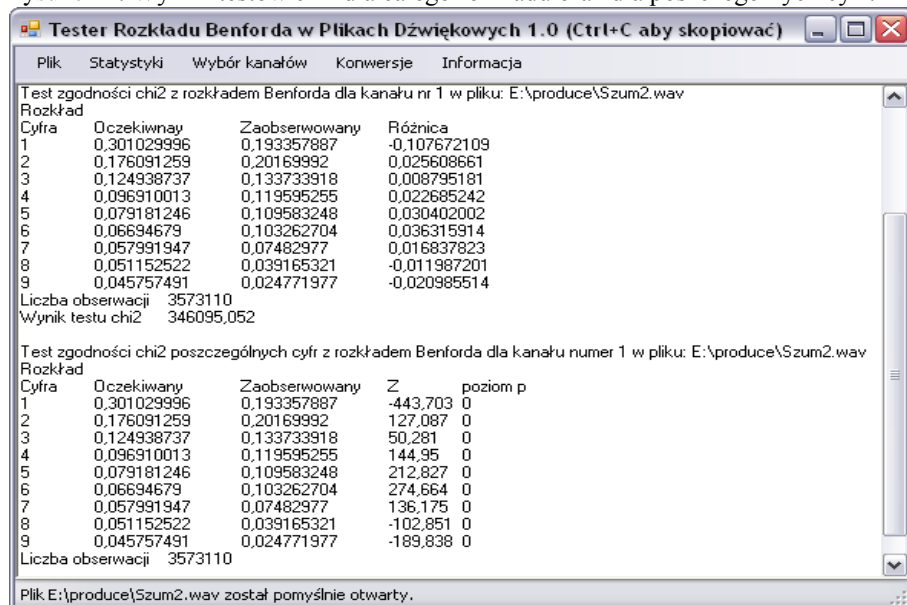 Tester Rozkładu Benforda w Plikach Dźwiękowych 1.0 (Ctrl+C aby skopiować)
Plik Statystyki Wybór kanałów Konwersje Informacja
Test zgodności chi2 z rozkładem Benforda dla kanału nr 1 w pliku: E:\produce\Szum2.wav
Rozkład
Cyfra Oczekiwnay Zaobserwowany Różnica
1 0,301029996 0,193357887 -0,107672109
2 0,176091259 0,20169992 0,025608661
3 0,124938737 0,133733918 0,008795181
4 0,096910013 0,119595255 0,022685242
5 0,079181246 0,109583248 0,030402002
6 0,06694679 0,103262704 0,036315914
7 0,057991947 0,07482977 0,016837823
8 0,051152522 0,039165321 -0,011987201
9 0,045757491 0,024771977 -0,020985514
Liczba obserwacji 3573110
Wynik testu chi2 346095,052
Test zgodności chi2 poszczególnych cyfr z rozkładem Benforda dla kanału numer 1 w pliku: E:\produce\Szum2.wav
Rozkład
Cyfra Oczekiwany Zaobserwowany Z poziom p
1 0,301029996 0,193357887 -443,703 0
2 0,176091259 0,20169992 127,087 0
3 0,124938737 0,133733918 50,281 0
4 0,096910013 0,119595255 144,95 0
5 0,079181246 0,109583248 212,827 0
6 0,06694679 0,103262704 274,664 0
7 0,057991947 0,07482977 136,175 0
8 0,051152522 0,039165321 -102,851 0
9 0,045757491 0,024771977 -189,838 0
Liczba obserwacji 3573110
Plik E:\produce\Szum2.wav został pomyślnie otwarty.